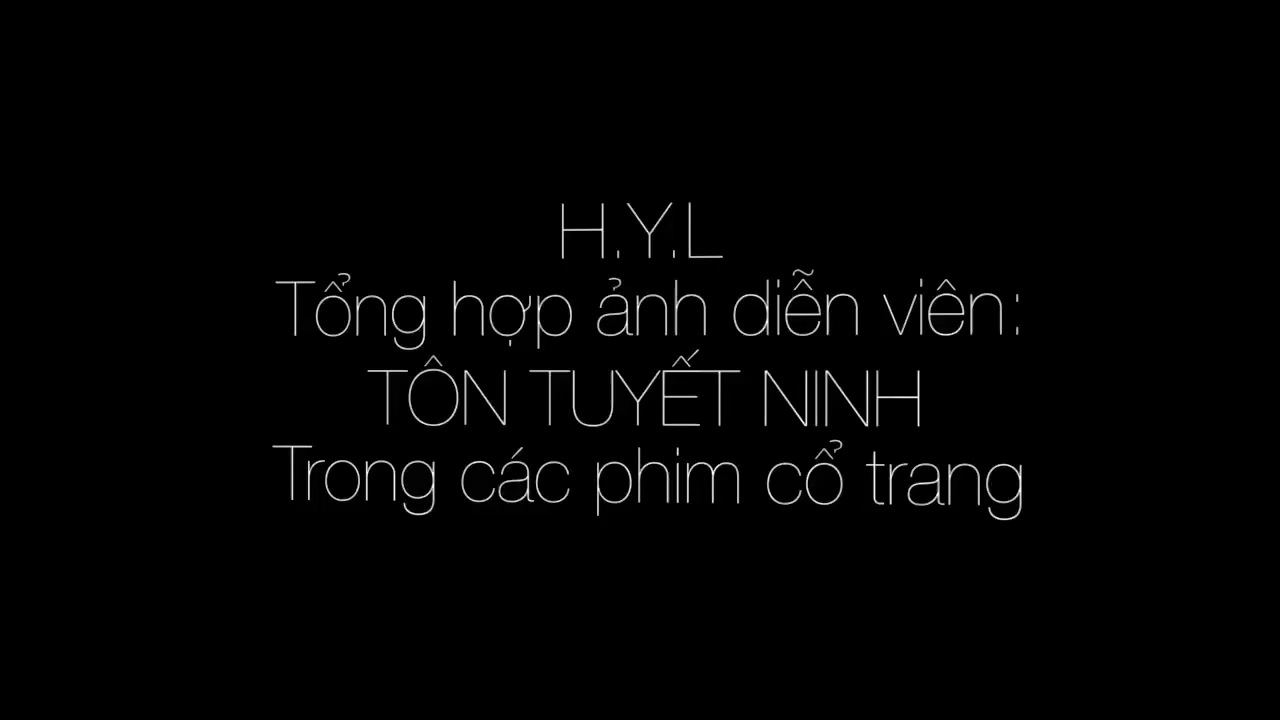 H.Y.L
Tổng hợp ảnh diễn viên:
TÔN TUYẾT NINH
Trong các phim cổ trang